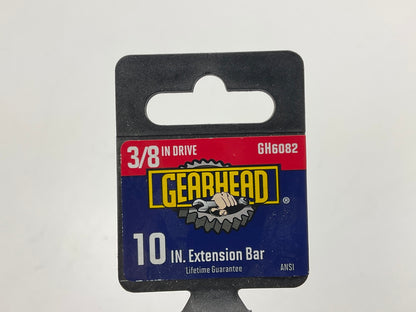 3/8 IN DRIVE GH6082
GEARHEAD®
10 IN. Extension Bar
Lifetime Guarantee ANSI